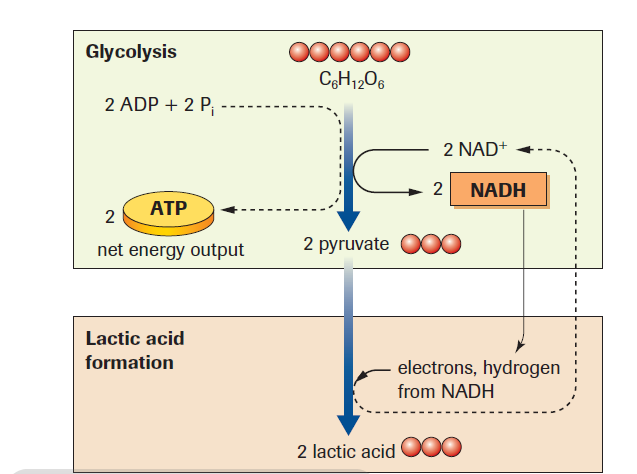 Glycolysis
C₆H₁₂O₆
2 ADP + 2 Pᵢ
2 NAD⁺
2 NADH
2 ATP
net energy output
2 pyruvate
Lactic acid
formation
electrons, hydrogen
from NADH
2 lactic acid